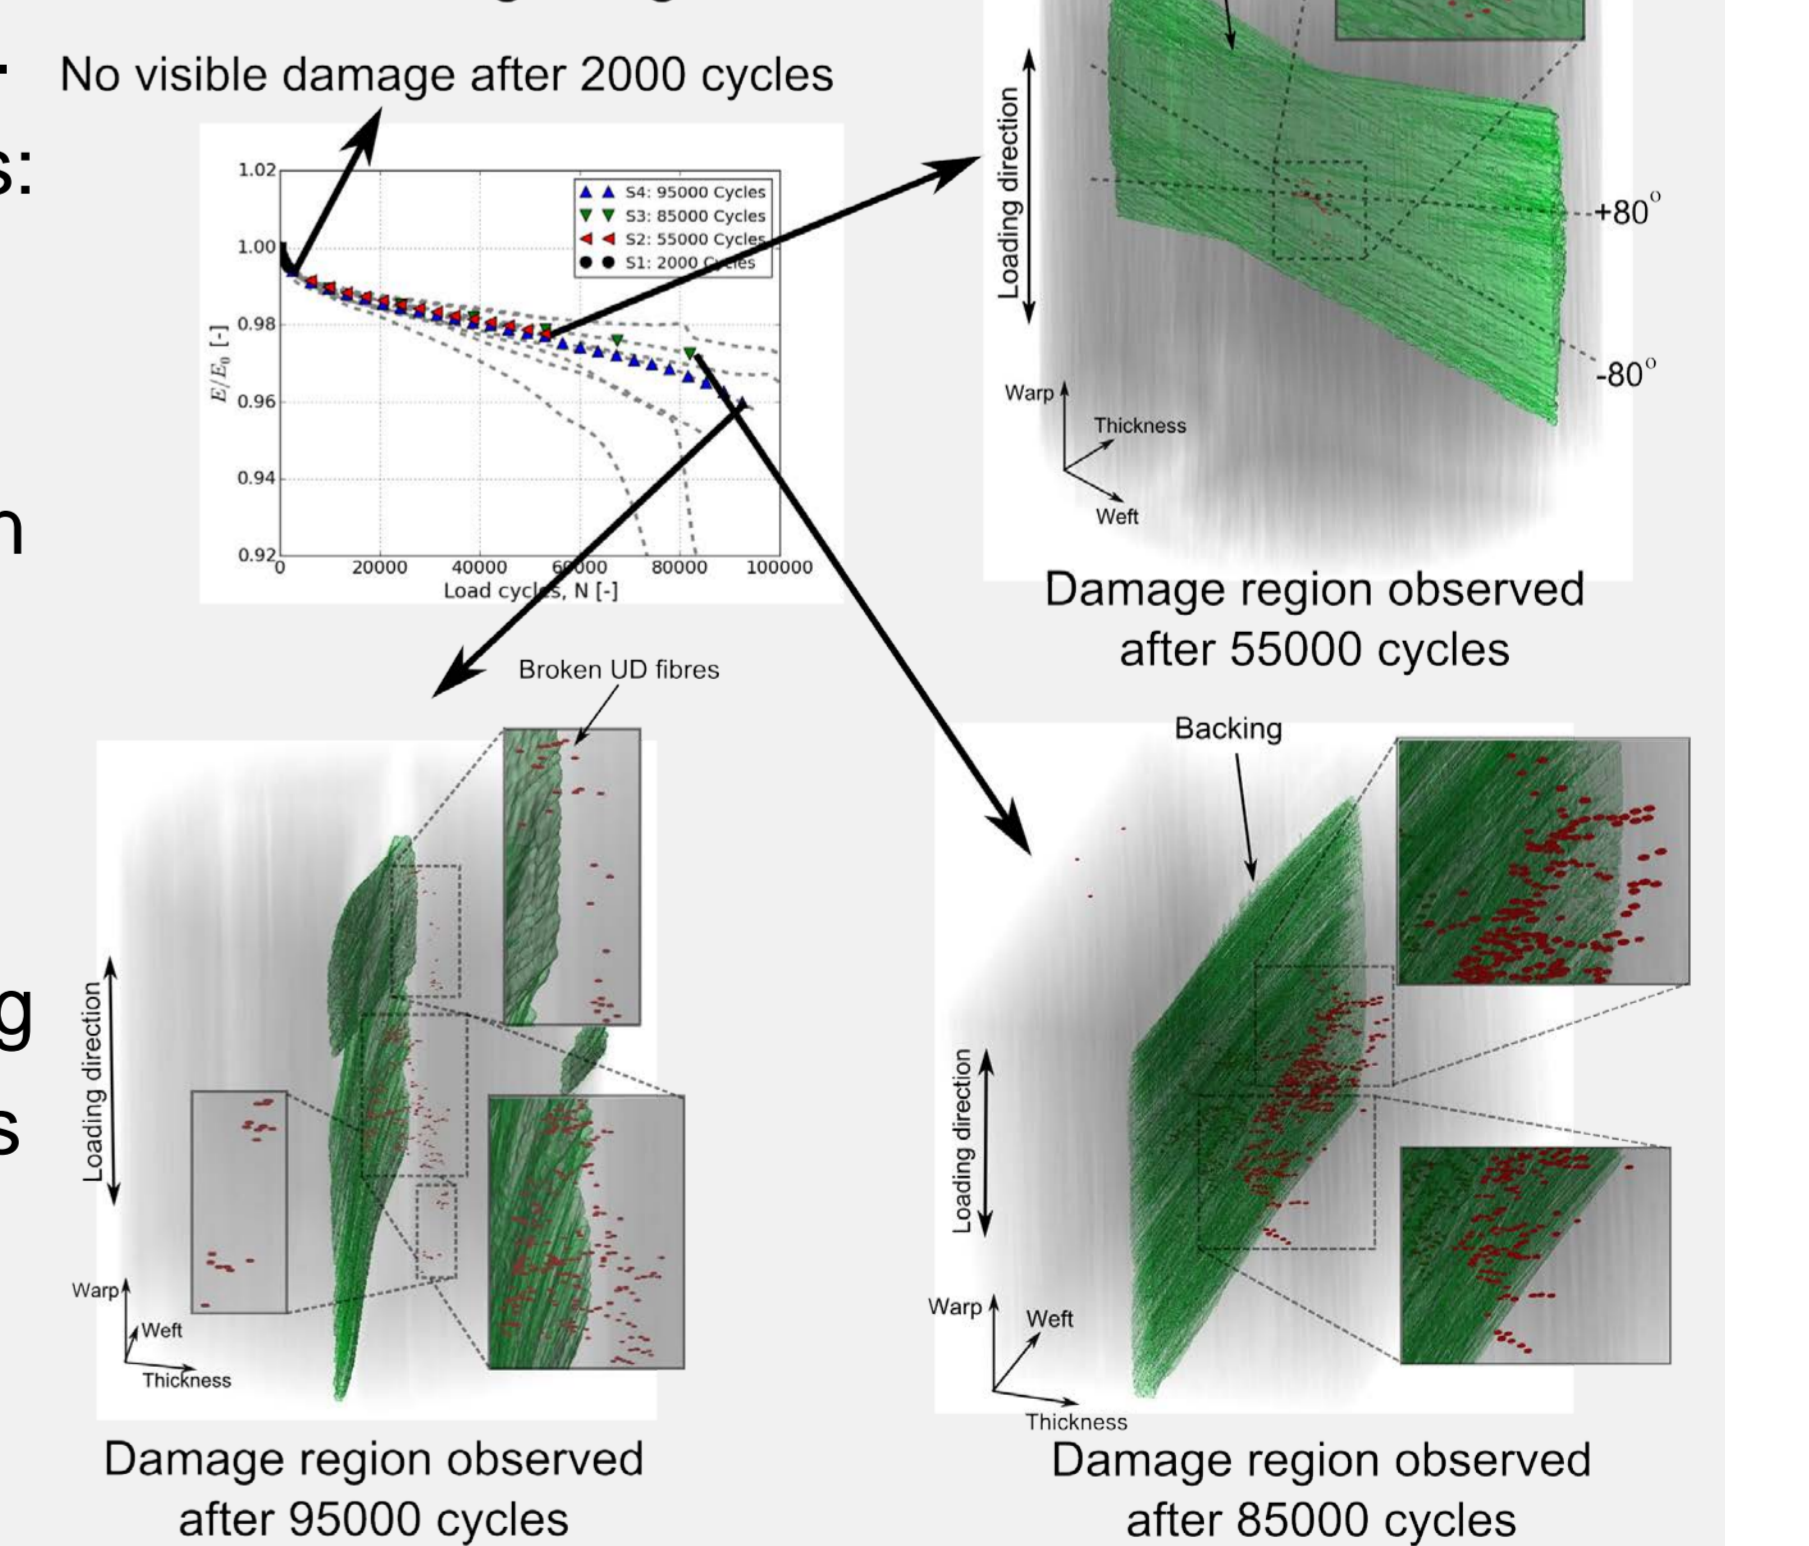 s:
n
g
s
No visible damage after 2000 cycles
1.02
1.00
0.98
0.96
0.94
0.92
E/E0 [-]
S4: 95000 Cycles
S3: 85000 Cycles
S2: 55000 Cycles
S1: 2000 Cycles
0 20000 40000 60000 80000 100000
Load cycles, N [-]
Loading direction
+80°
-80°
Warp
Thickness
Weft
Damage region observed
after 55000 cycles
Broken UD fibres
Loading direction
Warp
Weft
Thickness
Damage region observed
after 95000 cycles
Backing
Loading direction
Warp
Weft
Thickness
Damage region observed
after 85000 cycles